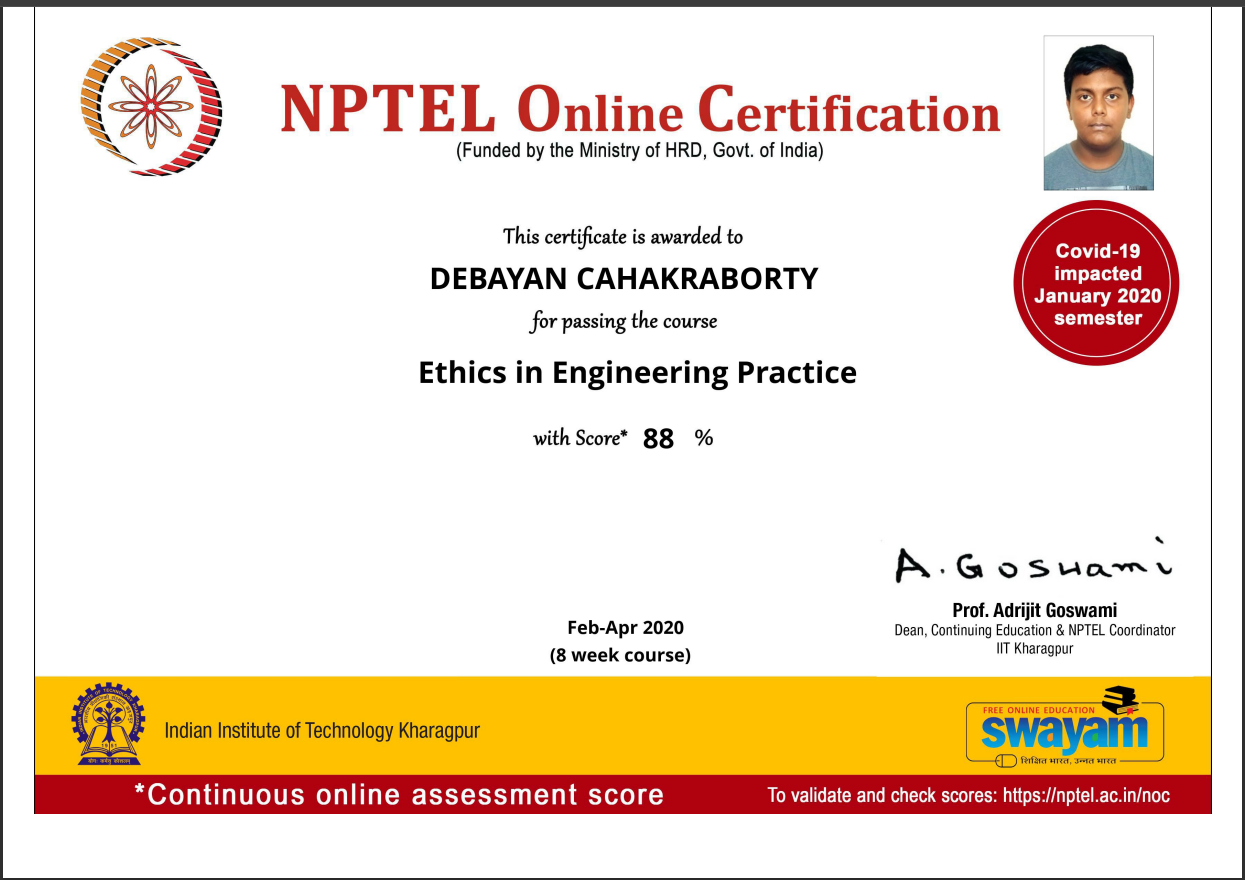 NPTEL Online Certification
(Funded by the Ministry of HRD, Govt. of India)
This certificate is awarded to
DEBAYAN CAHAKRABORTY
for passing the course
Ethics in Engineering Practice
with Score* 88 %
Covid-19
impacted
January 2020
semester
A. Goswami
Prof. Adrijit Goswami
Dean, Continuing Education & NPTEL Coordinator
IIT Kharagpur
Feb-Apr 2020
(8 week course)
1951
योगः कर्मसु कौशलम्
Indian Institute of Technology Kharagpur
FREE ONLINE EDUCATION
swayam
शिक्षित भारत, उन्नत भारत
*Continuous online assessment score
To validate and check scores: https://nptel.ac.in/noc